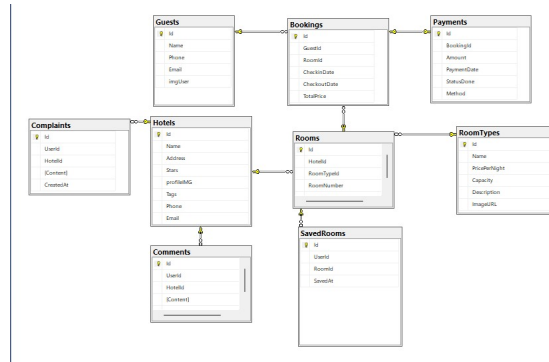 Guests
Id
Name
Phone
Email
imgUser
Bookings
Id
GuestId
RoomId
CheckinDate
CheckoutDate
TotalPrice
Payments
Id
BookingId
Amount
PaymentDate
StatusDone
Method
Complaints
Id
UserId
HotelId
[Content]
CreatedAt
Hotels
Id
Name
Address
Stars
profileIMG
Tags
Phone
Email
Rooms
Id
HotelId
RoomTypeId
RoomNumber
RoomTypes
Id
Name
PricePerNight
Capacity
Description
ImageURL
Comments
Id
UserId
HotelId
[Content]
SavedRooms
Id
UserId
RoomId
SavedAt